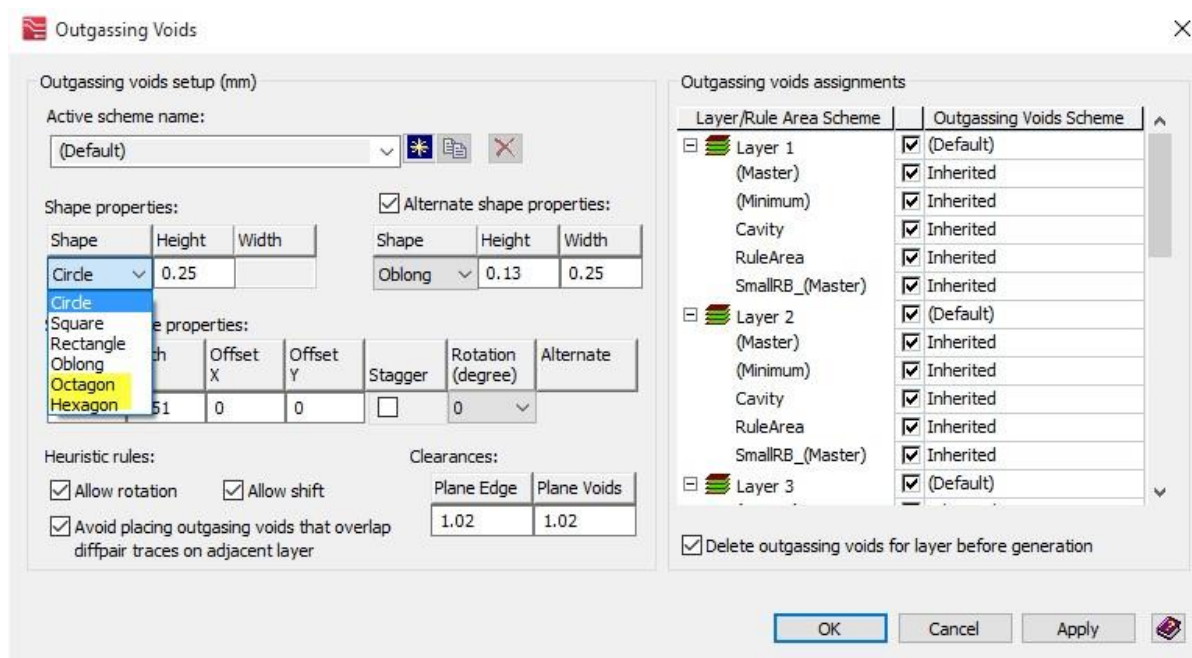 Outgassing Voids
Outgassing voids setup (mm)
Active scheme name:
(Default)
Shape properties:
Shape Height Width
Circle 0.25
Circle
Square
Rectangle
Oblong
Octagon
Hexagon
Alternate shape properties:
Shape Height Width
Oblong 0.13 0.25
properties:
Offset X Offset Y Stagger Rotation (degree) Alternate
51 0 0 0
Heuristic rules:
Allow rotation Allow shift
Avoid placing outgasing voids that overlap
diffpair traces on adjacent layer
Clearances:
Plane Edge Plane Voids
1.02 1.02
Outgassing voids assignments
Layer/Rule Area Scheme Outgassing Voids Scheme
Layer 1 (Default)
(Master) Inherited
(Minimum) Inherited
Cavity Inherited
RuleArea Inherited
SmallRB_(Master) Inherited
Layer 2 (Default)
(Master) Inherited
(Minimum) Inherited
Cavity Inherited
RuleArea Inherited
SmallRB_(Master) Inherited
Layer 3 (Default)
Delete outgassing voids for layer before generation
OK Cancel Apply